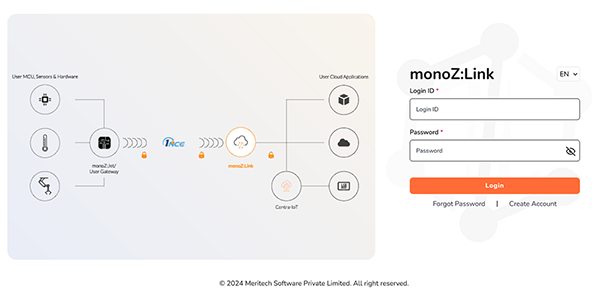 User MCU, Sensors & Hardware
User Cloud Applications
1NCE
monoZ:Jet/
User Gateway
monoZ:Link
Centra-IoT
monoZ:Link
EN
Login ID *
Login ID
Password *
Password
Login
Forgot Password | Create Account
© 2024 Meritech Software Private Limited. All right reserved.